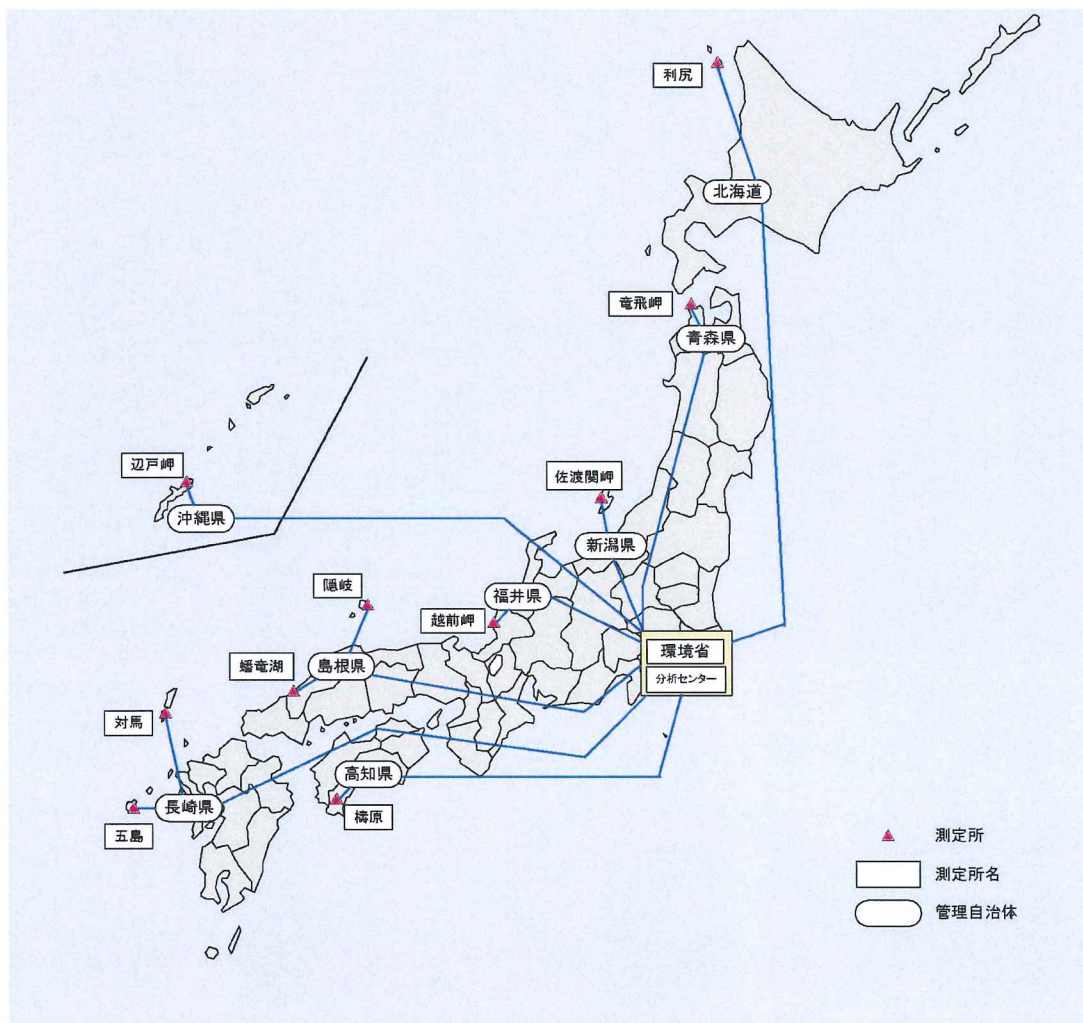 利尻
北海道
竜飛岬
青森県
辺戸岬
沖縄県
佐渡関岬
新潟県
隠岐
越前岬
福井県
蟠竜湖
島根県
環境省
分析センター
対馬
高知県
長崎県
五島
檮原
測定所
測定所名
管理自治体